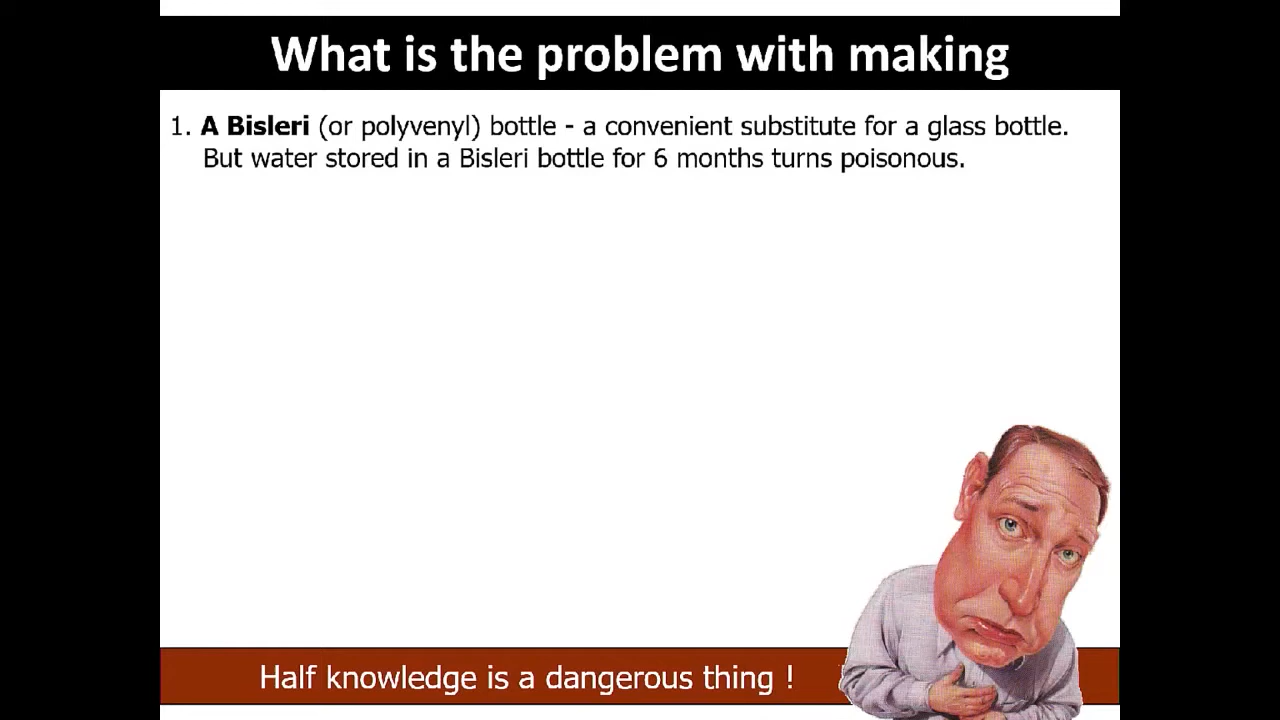 What is the problem with making
1. A Bisleri (or polyvenyl) bottle - a convenient substitute for a glass bottle.
But water stored in a Bisleri bottle for 6 months turns poisonous.
Half knowledge is a dangerous thing !